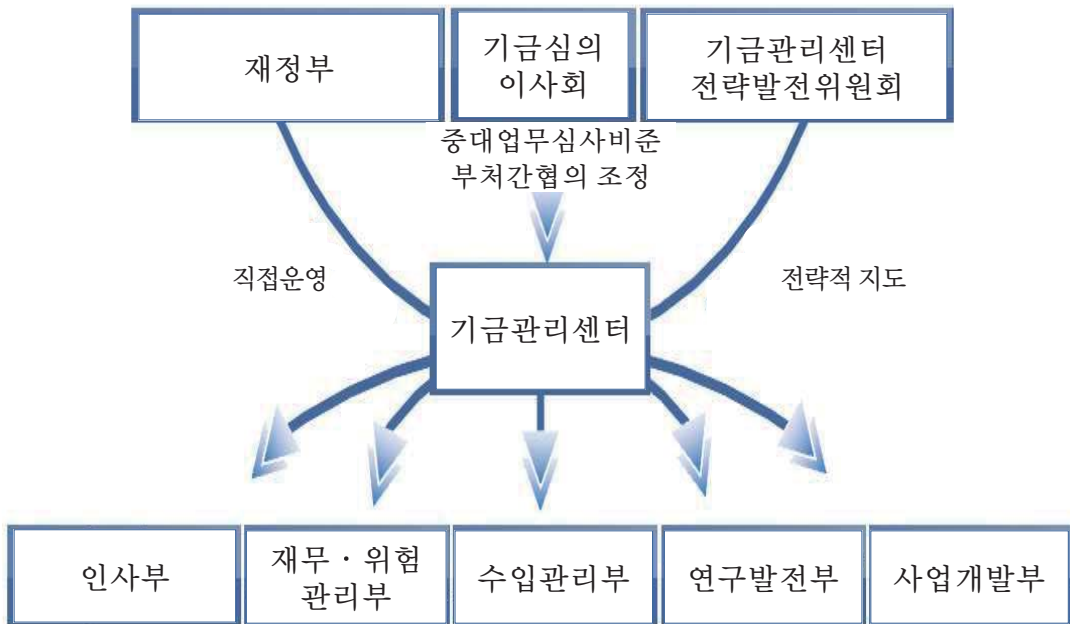 재정부
기금심의
이사회
기금관리센터
전략발전위원회
중대업무심사비준
부처간협의 조정
직접운영
전략적 지도
기금관리센터
인사부
재무 · 위험
관리부
수입관리부
연구발전부
사업개발부